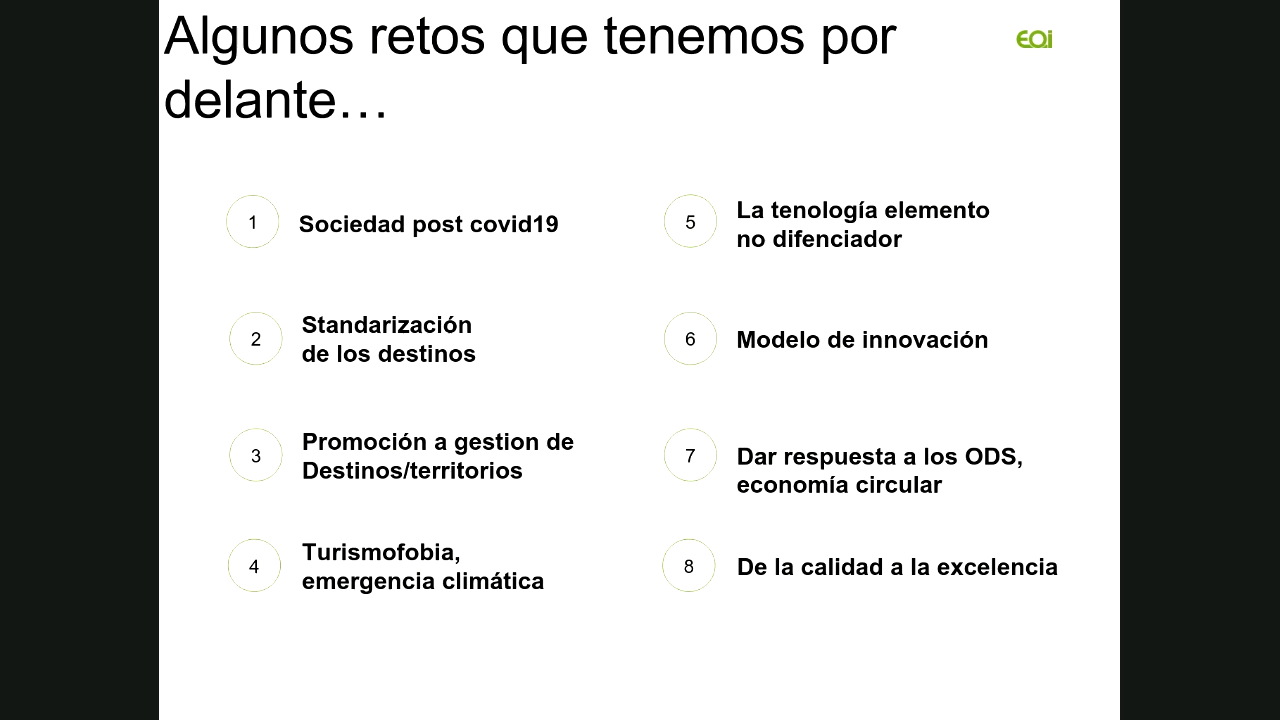 Algunos retos que tenemos por
delante…
EOi
1
Sociedad post covid19
2
Standarización
de los destinos
3
Promoción a gestion de
Destinos/territorios
4
Turismofobia,
emergencia climática
5
La tenología elemento
no difenciador
6
Modelo de innovación
7
Dar respuesta a los ODS,
economía circular
8
De la calidad a la excelencia